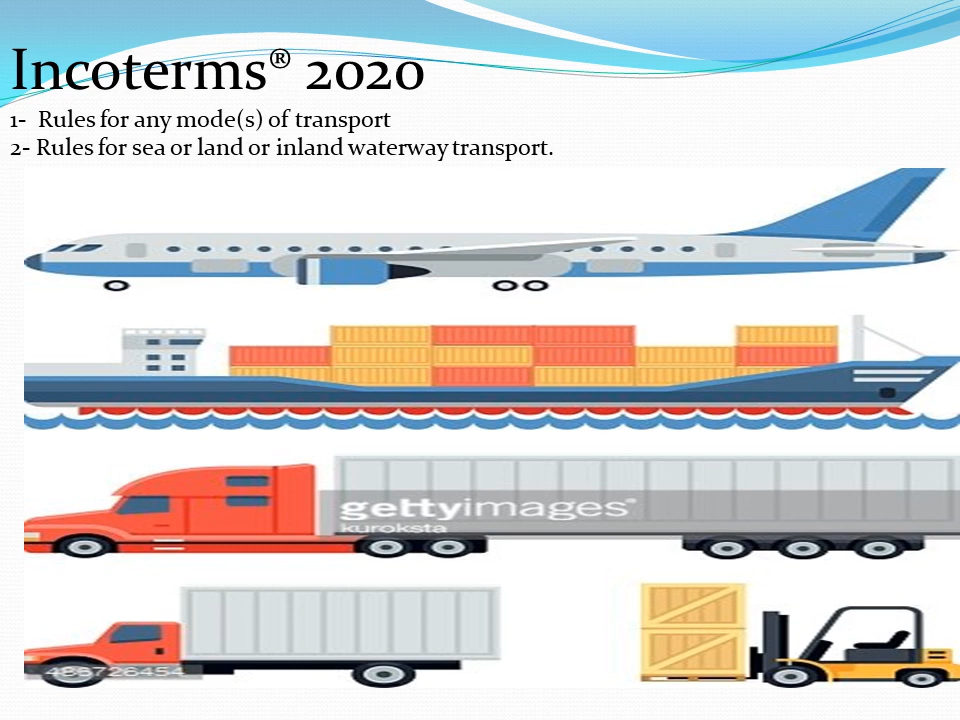 Incoterms® 2020
1- Rules for any mode(s) of transport
2- Rules for sea or land or inland waterway transport.
gettyimages®
kuroksta
486726454